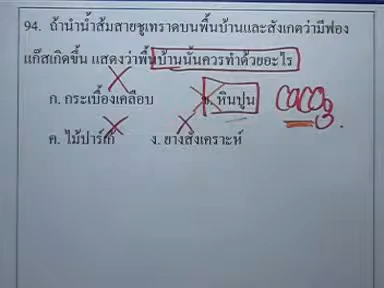 94. ถ้านำน้ำส้มสายชูเทราดบนพื้นบ้านและสังเกตว่ามีฟอง
แก๊สเกิดขึ้น แสดงว่าพื้นบ้านนั้นควรทำด้วยอะไร
ก. กระเบื้องเคลือบ ข. หินปูน CaCO3
ค. ไม้ปาร์เก้ ง. ยางสังเคราะห์